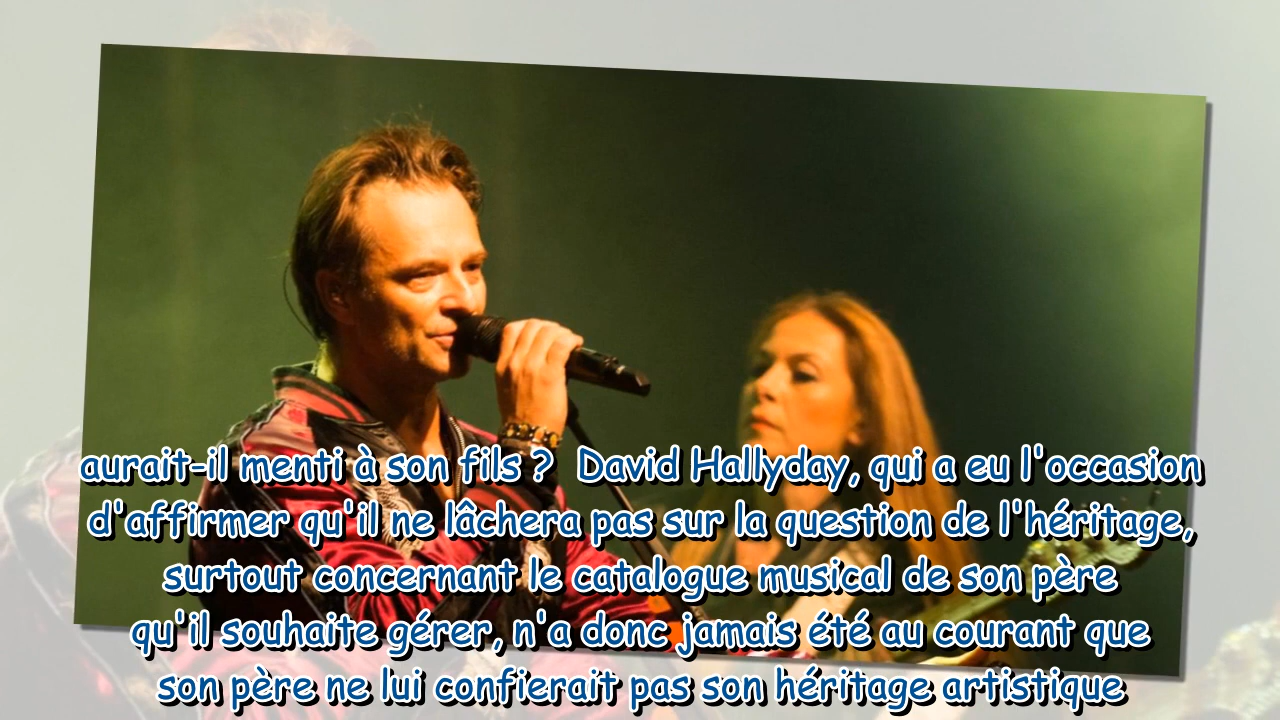 aurait-il menti à son fils ? David Hallyday, qui a eu l'occasion
d'affirmer qu'il ne lâchera pas sur la question de l'héritage,
surtout concernant le catalogue musical de son père
qu'il souhaite gérer, n'a donc jamais été au courant que
son père ne lui confierait pas son héritage artistique